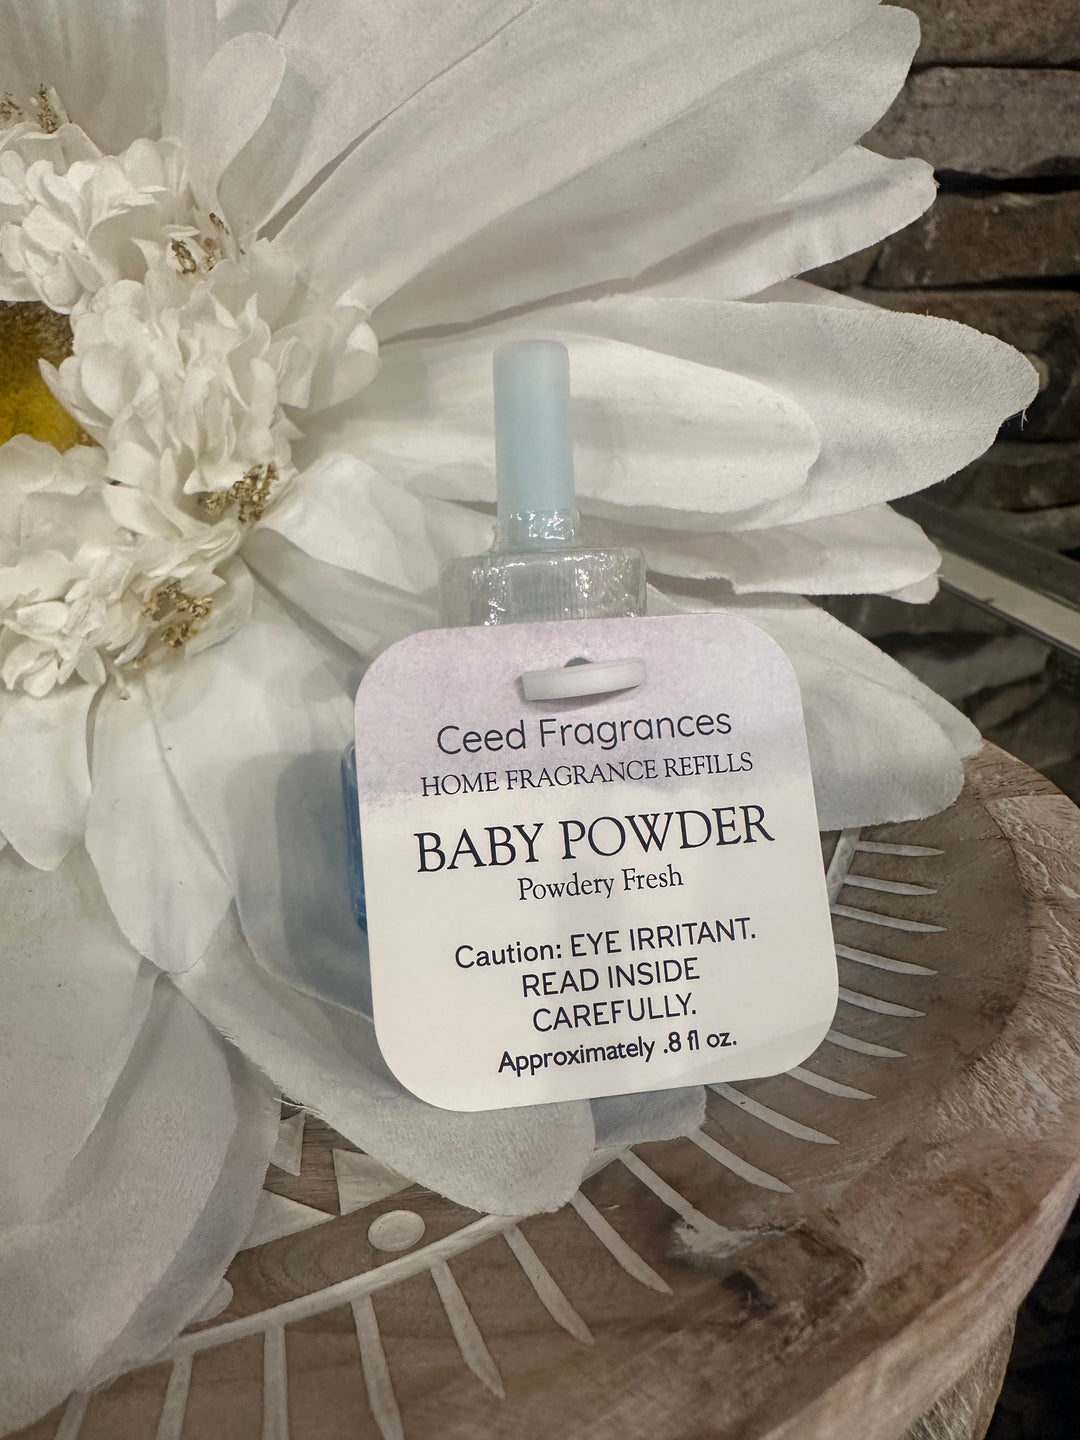 Ceed Fragrances
HOME FRAGRANCE REFILLS
BABY POWDER
Powdery Fresh
Caution: EYE IRRITANT.
READ INSIDE
CAREFULLY.
Approximately .8 fl oz.